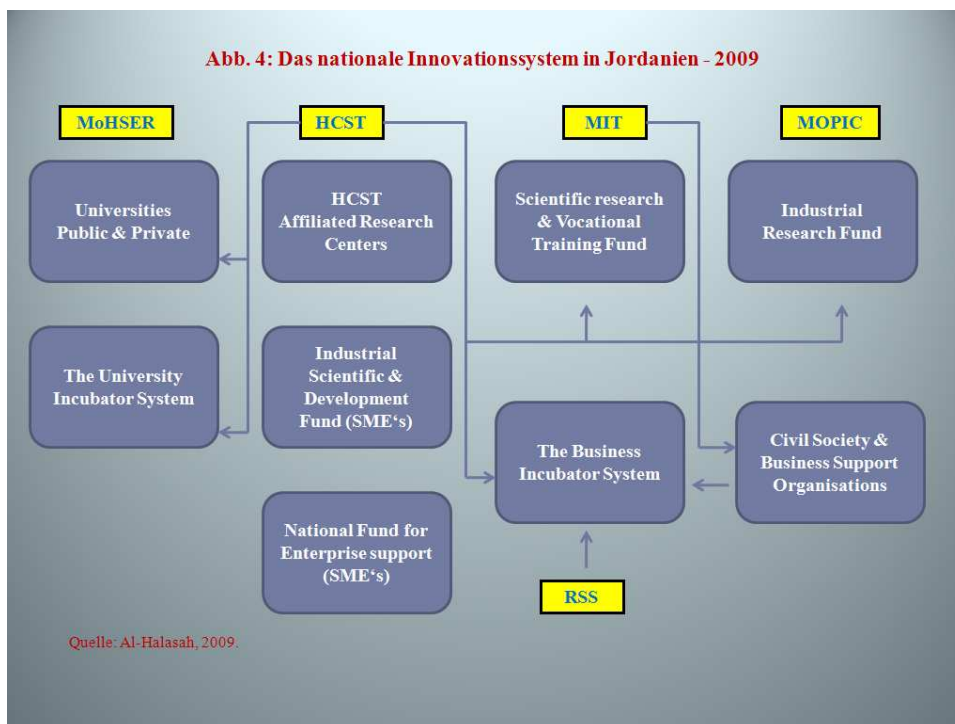 Abb. 4: Das nationale Innovationssystem in Jordanien - 2009
MoHSER
HCST
MIT
MOPIC
Universities
Public & Private
HCST
Affiliated Research
Centers
Scientific research
& Vocational
Training Fund
Industrial
Research Fund
The University
Incubator System
Industrial
Scientific &
Development
Fund (SME‘s)
The Business
Incubator System
Civil Society &
Business Support
Organisations
National Fund for
Enterprise support
(SME‘s)
RSS
Quelle: Al-Halasah, 2009.